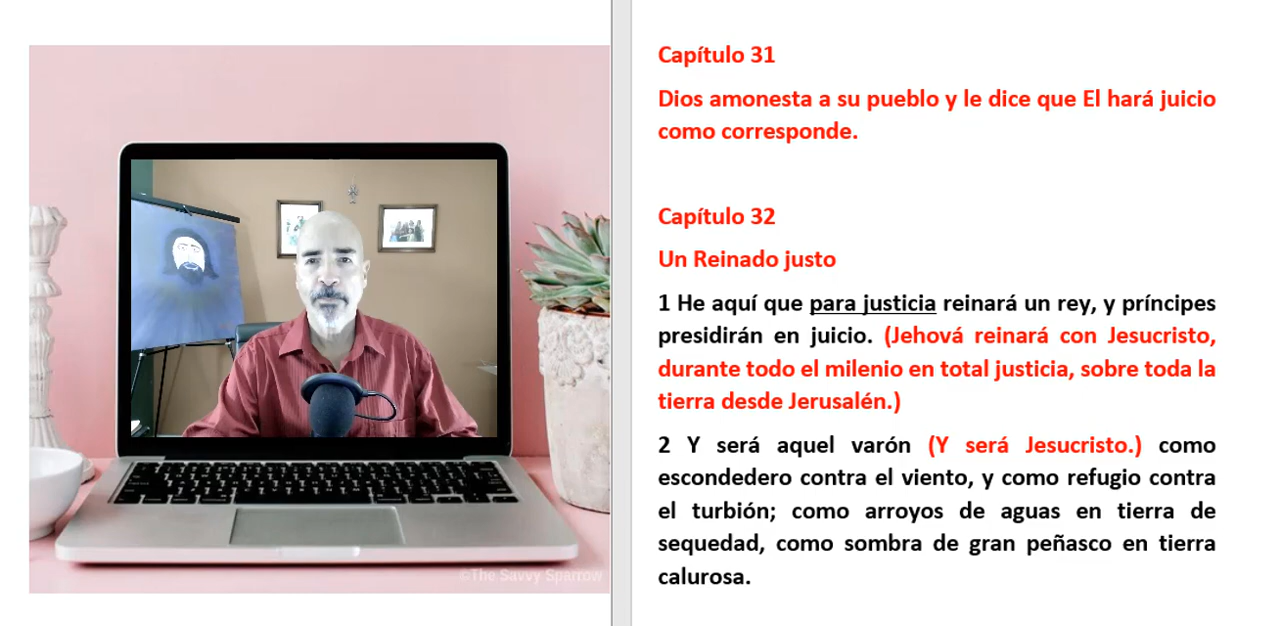 Capítulo 31
Dios amonesta a su pueblo y le dice que El hará juicio
como corresponde.
Capítulo 32
Un Reinado justo
1 He aquí que para justicia reinará un rey, y príncipes
presidirán en juicio. (Jehová reinará con Jesucristo,
durante todo el milenio en total justicia, sobre toda la
tierra desde Jerusalén.)
2 Y será aquel varón (Y será Jesucristo.) como
escondedero contra el viento, y como refugio contra
el turbión; como arroyos de aguas en tierra de
sequedad, como sombra de gran peñasco en tierra
calurosa.
©The Savvy Sparrow